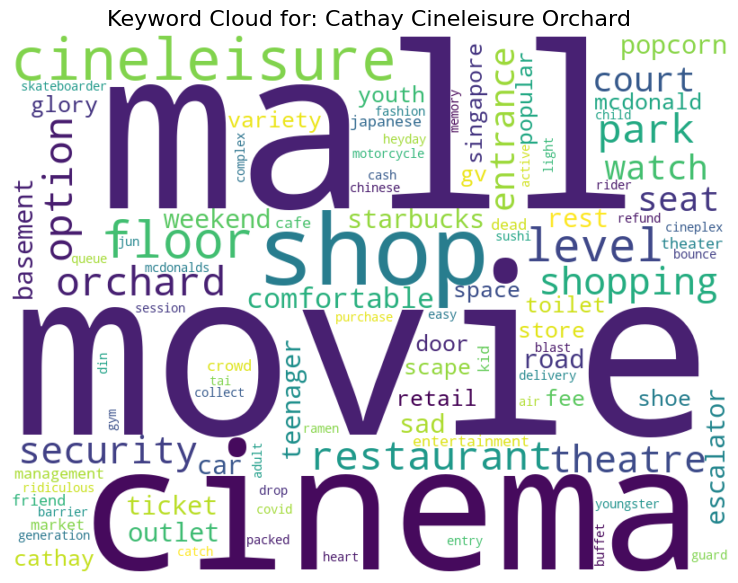 Keyword Cloud for: Cathay Cineleisure Orchard
cineleisure
mall
popcorn
skateboarder
glory
youth
fashion
memory
singapore
popular
court
mcdonald
child
park
variety
japanese
entrance
light
option
complex
heyday
motorcycle
gv
active
watch
basement
cash
chinese
rider
seat
weekend
cafe
starbucks
dead
rest
refund
cineplex
jun
floor
shop
sushi
level
theater
queue
mcdonalds
bounce
orchard
comfortable
space
shopping
session
purchase
easy
toilet
movie
door
store
blast
road
din
crowd
tai
collect
teenager
scape
kid
delivery
gym
retail
air
fee
shoe
sad
ramen
entertainment
security
car
adult
restaurant
theatre
escalator
management
ridiculous
friend
barrier
market
generation
ticket
drop
covid
cinema
youngster
outlet
packed
entry
buffet
cathay
catch
heart
guard